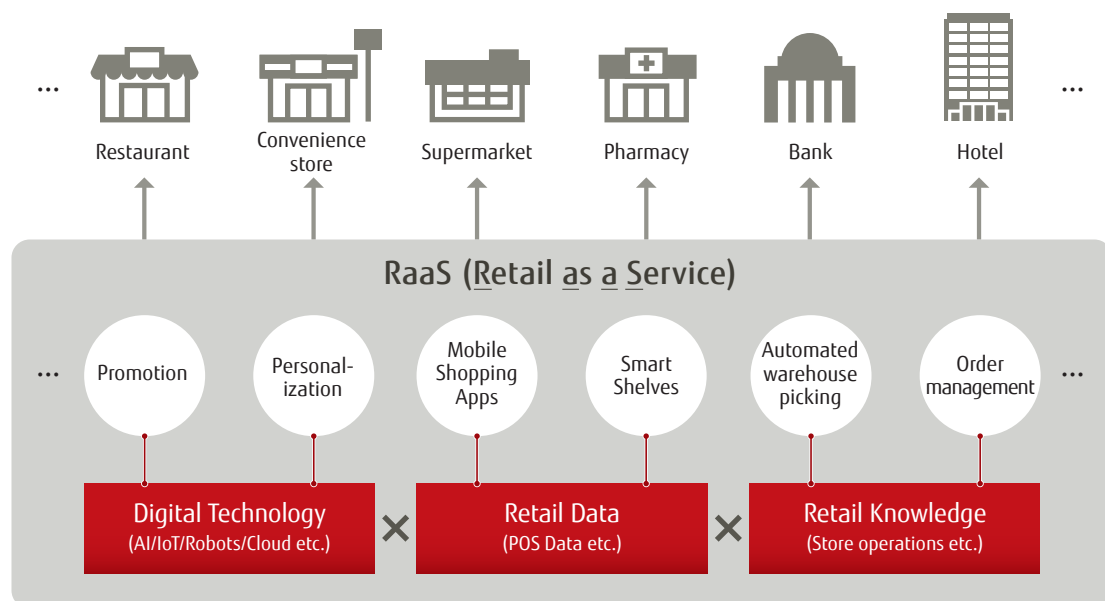 ...
Restaurant
Convenience
store
Supermarket
Pharmacy
Bank
Hotel
...
RaaS (Retail as a Service)
...
Promotion
Personal-
ization
Mobile
Shopping
Apps
Smart
Shelves
Automated
warehouse
picking
Order
management
...
Digital Technology
(AI/IoT/Robots/Cloud etc.)
×
Retail Data
(POS Data etc.)
×
Retail Knowledge
(Store operations etc.)